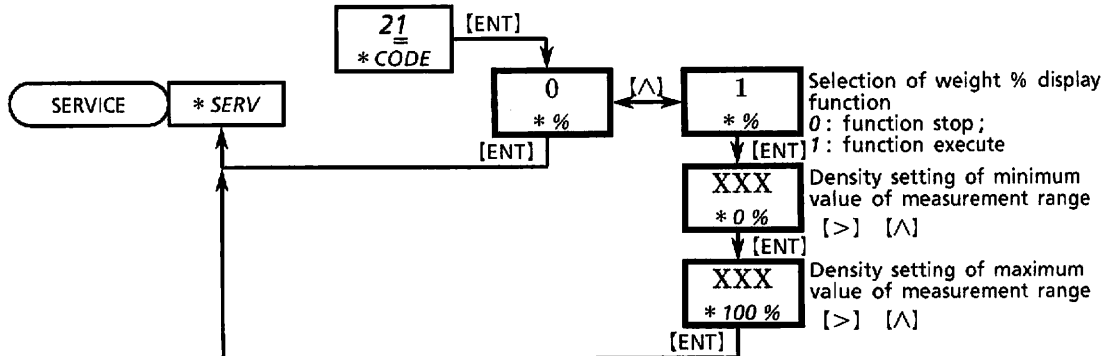 21 [ENT]
* CODE
SERVICE * SERV
0 [∧] 1
* % * %
Selection of weight % display
function
0 : function stop ;
1 : function execute
[ENT] [ENT]
XXX
* 0 %
Density setting of minimum
value of measurement range
[>] [∧]
[ENT]
XXX
* 100 %
Density setting of maximum
value of measurement range
[>] [∧]
[ENT]